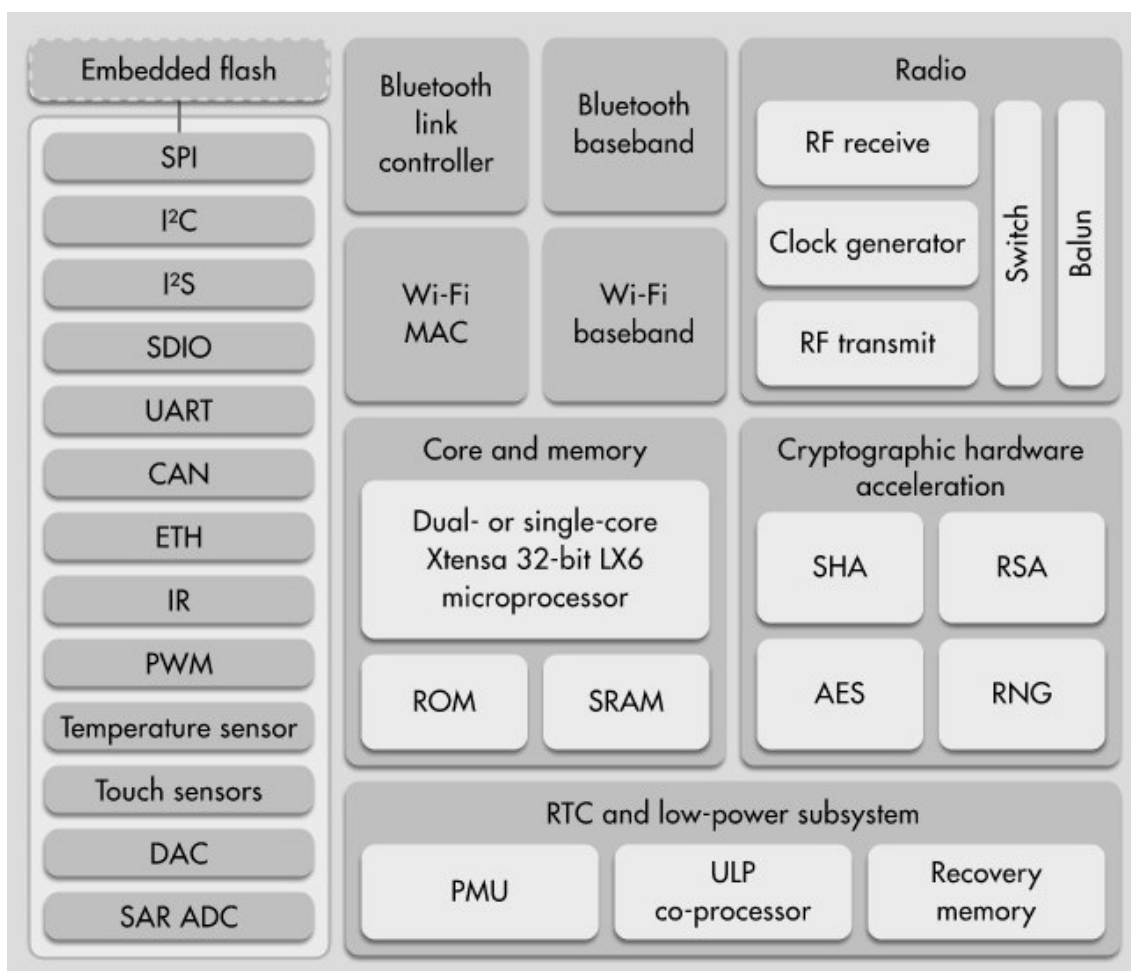 Embedded flash
SPI
I²C
I²S
SDIO
UART
CAN
ETH
IR
PWM
Temperature sensor
Touch sensors
DAC
SAR ADC
Bluetooth
link
controller
Bluetooth
baseband
Wi-Fi
MAC
Wi-Fi
baseband
Radio
RF receive
Clock generator
RF transmit
Switch
Balun
Core and memory
Dual- or single-core
Xtensa 32-bit LX6
microprocessor
ROM
SRAM
Cryptographic hardware
acceleration
SHA
RSA
AES
RNG
RTC and low-power subsystem
PMU
ULP
co-processor
Recovery
memory